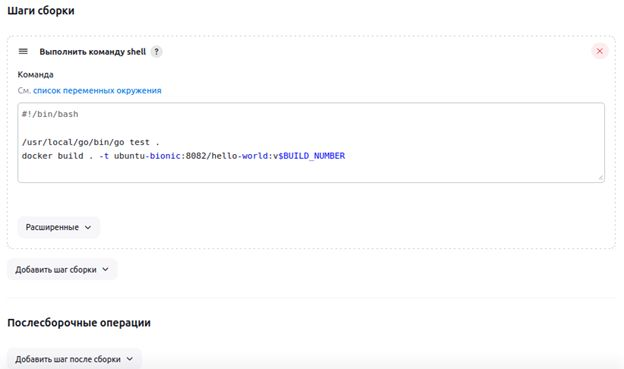 Шаги сборки
Выполнить команду shell ?
Команда
См. список переменных окружения
#!/bin/bash
/usr/local/go/bin/go test .
docker build . -t ubuntu-bionic:8082/hello-world:v$BUILD_NUMBER
Расширенные
Добавить шаг сборки
Послесборочные операции
Добавить шаг после сборки